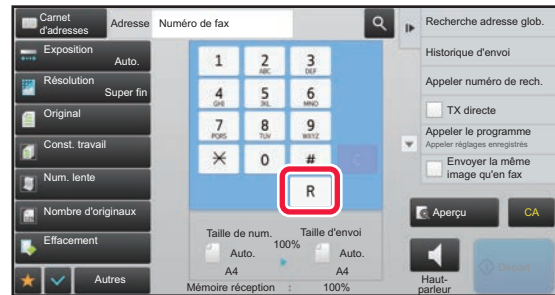 Carnet
d'adresses
Adresse
Numéro de fax
Exposition
Auto.
Résolution
Super fin
Original
Const. travail
Num. lente
Nombre d'originaux
Effacement
Autres
1
2
ABC
3
DEF
4
GHI
5
JKL
6
MNO
7
PQRS
8
TUV
9
WXYZ
0
#
C
R
Taille de num.
Taille d'envoi
100%
Auto.
Auto.
A4
A4
Mémoire réception : 100%
Recherche adresse glob.
Historique d'envoi
Appeler numéro de rech.
TX directe
Appeler le programme
Appeler réglages enregistrés
Envoyer la même
image qu'en fax
Aperçu
CA
Haut-
parleur
Départ